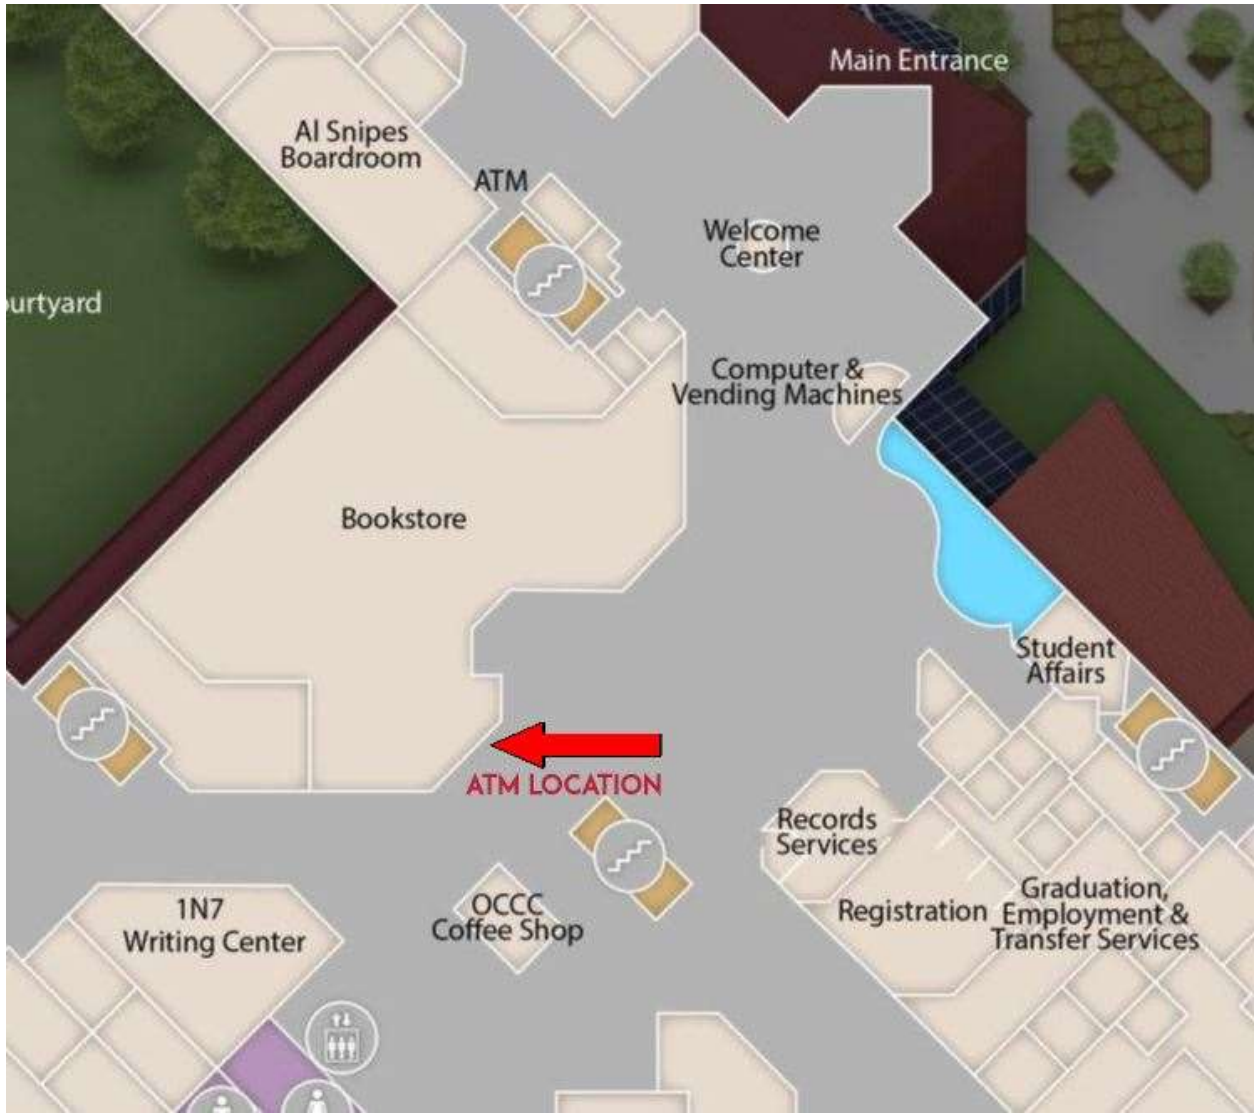 Main Entrance
Al Snipes
Boardroom
ATM
Welcome
Center
ourtyard
Computer &
Vending Machines
Bookstore
Student
Affairs
ATM LOCATION
Records
Services
1N7
Writing Center
OCCC
Coffee Shop
Registration
Graduation,
Employment &
Transfer Services